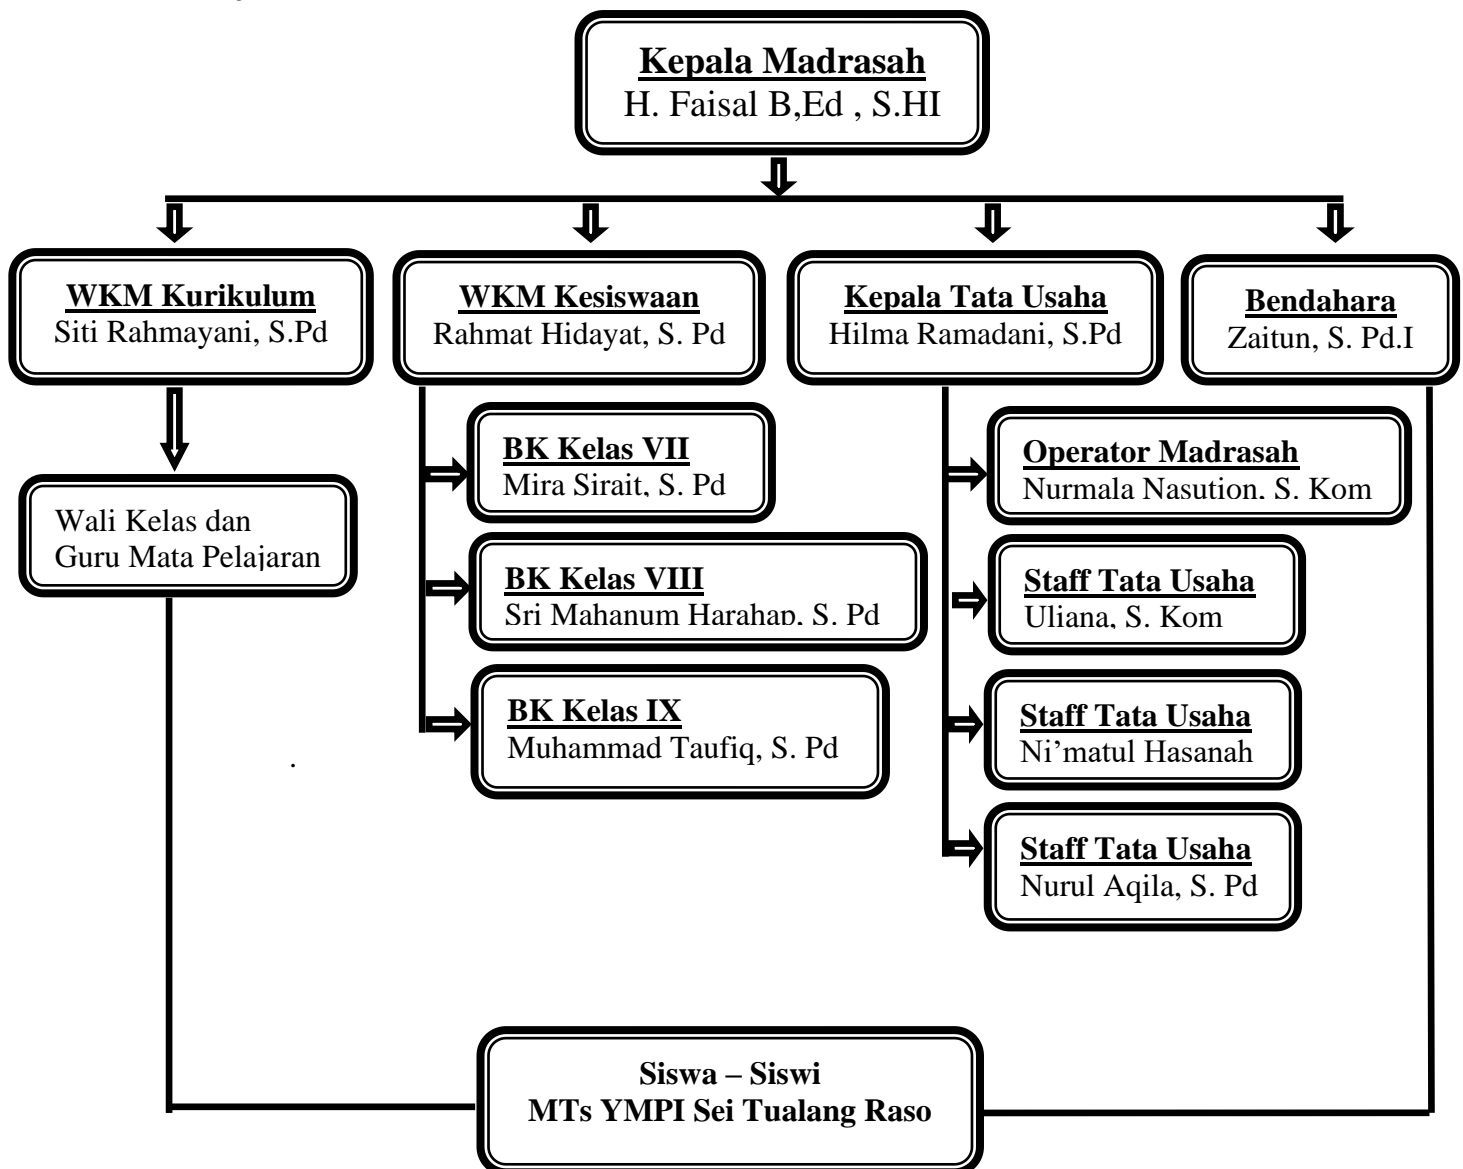 Kepala Madrasah
H. Faisal B,Ed , S.HI
WKM Kurikulum
Siti Rahmayani, S.Pd
WKM Kesiswaan
Rahmat Hidayat, S. Pd
Kepala Tata Usaha
Hilma Ramadani, S.Pd
Bendahara
Zaitun, S. Pd.I
Wali Kelas dan
Guru Mata Pelajaran
BK Kelas VII
Mira Sirait, S. Pd
BK Kelas VIII
Sri Mahanum Harahap, S. Pd
BK Kelas IX
Muhammad Taufiq, S. Pd
.
Operator Madrasah
Nurmala Nasution, S. Kom
Staff Tata Usaha
Uliana, S. Kom
Staff Tata Usaha
Ni’matul Hasanah
Staff Tata Usaha
Nurul Aqila, S. Pd
Siswa – Siswi
MTs YMPI Sei Tualang Raso